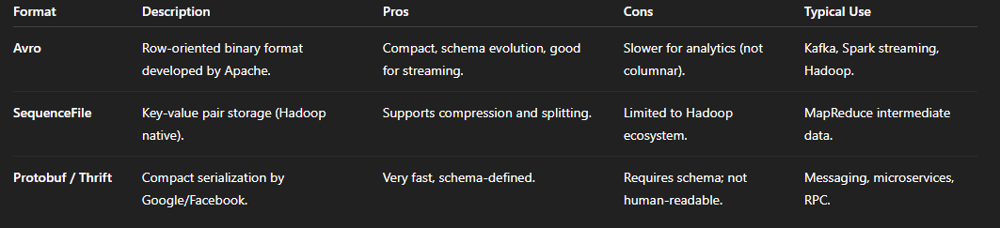 Format Description Pros Cons Typical Use
Avro Row-oriented binary format Compact, schema evolution, good Slower for analytics (not Kafka, Spark streaming,
developed by Apache. for streaming. columnar). Hadoop.
SequenceFile Key-value pair storage (Hadoop Supports compression and splitting. Limited to Hadoop MapReduce intermediate
native). ecosystem. data.
Protobuf / Thrift Compact serialization by Very fast, schema-defined. Requires schema; not Messaging, microservices,
Google/Facebook. human-readable. RPC.